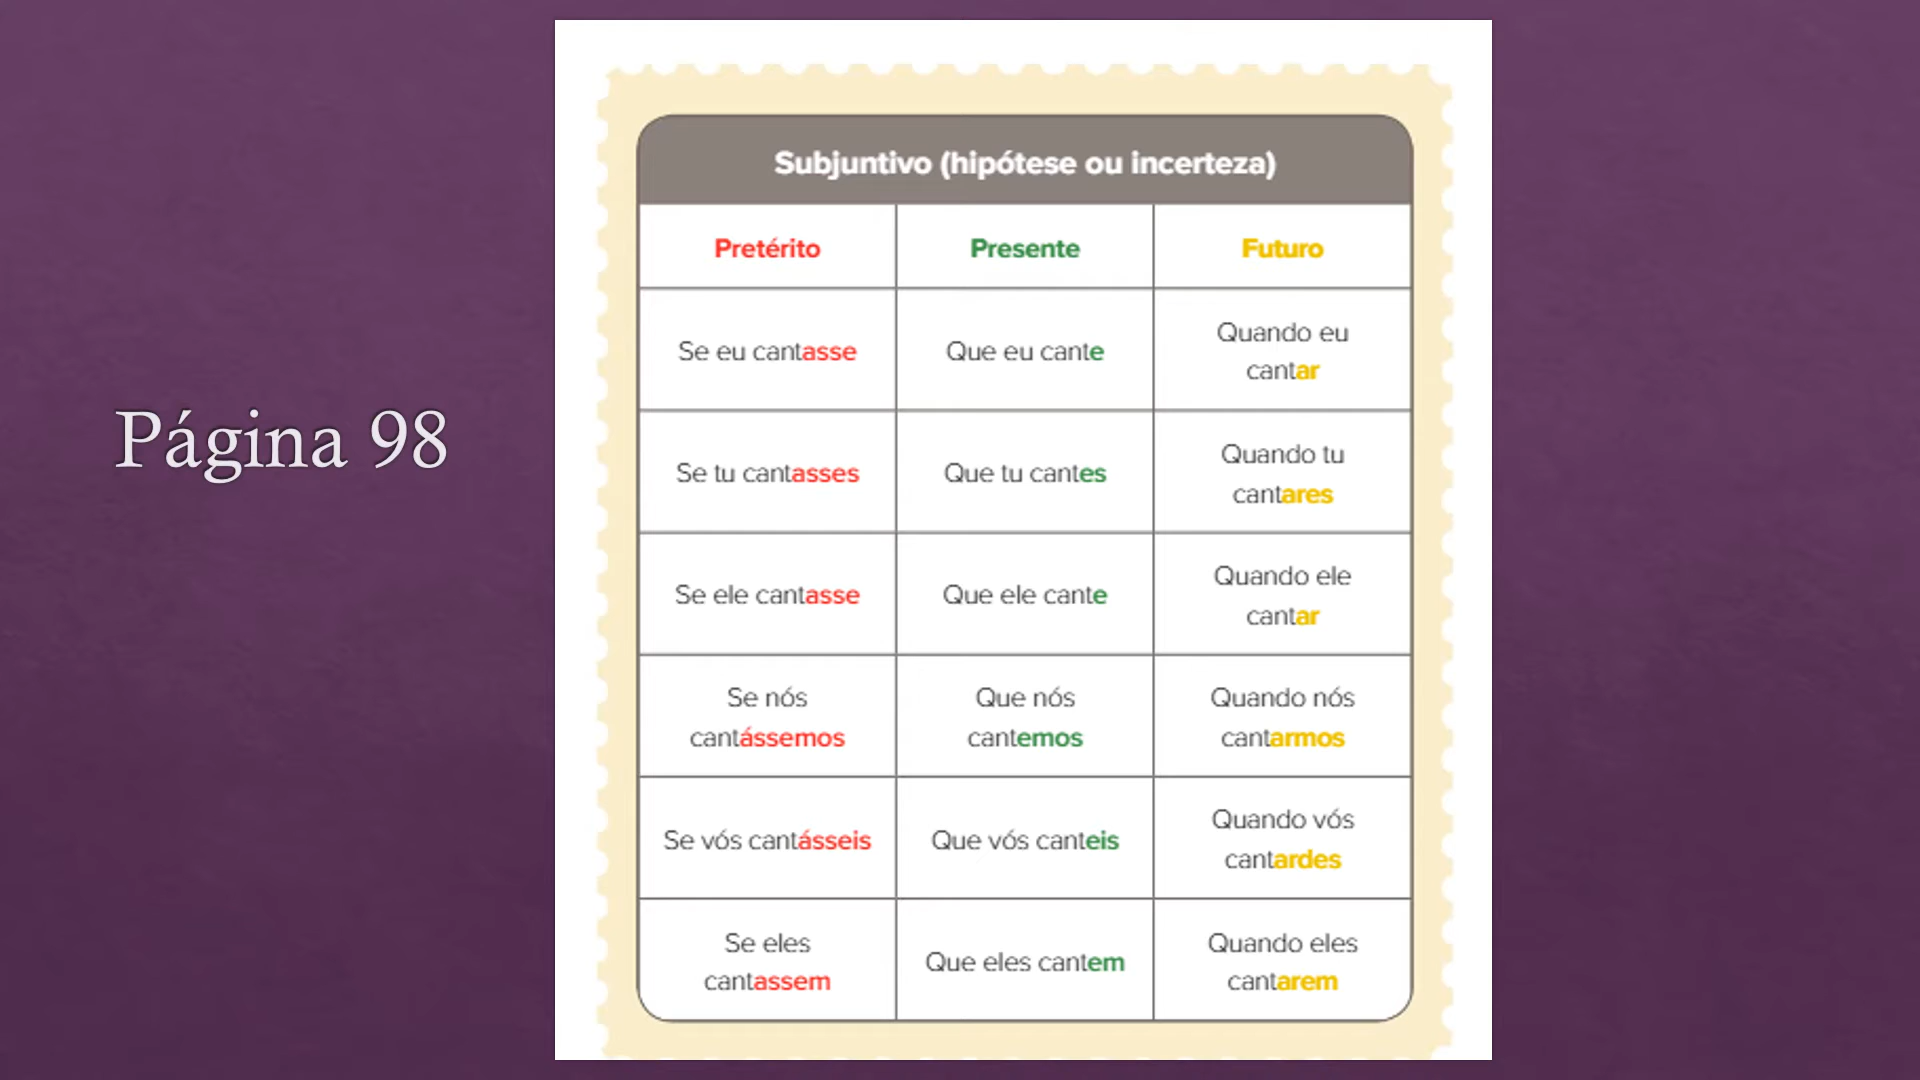 Página 98
Subjuntivo (hipótese ou incerteza)
Pretérito
Presente
Futuro
Se eu cantasse
Que eu cante
Quando eu
cantar
Se tu cantasses
Que tu cantes
Quando tu
cantares
Se ele cantasse
Que ele cante
Quando ele
cantar
Se nós
cantássemos
Que nós
cantemos
Quando nós
cantarmos
Se vós cantásseis
Que vós canteis
Quando vós
cantardes
Se eles
cantassem
Que eles cantem
Quando eles
cantarem